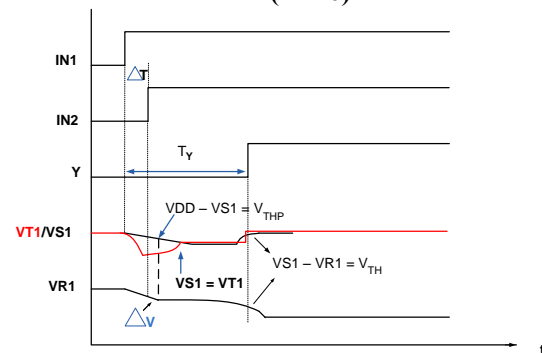 IN1
△T
IN2
T_Y
Y
VDD – VS1 = V_THP
VT1/VS1
VS1 – VR1 = V_TH
VS1 = VT1
VR1
△V
t